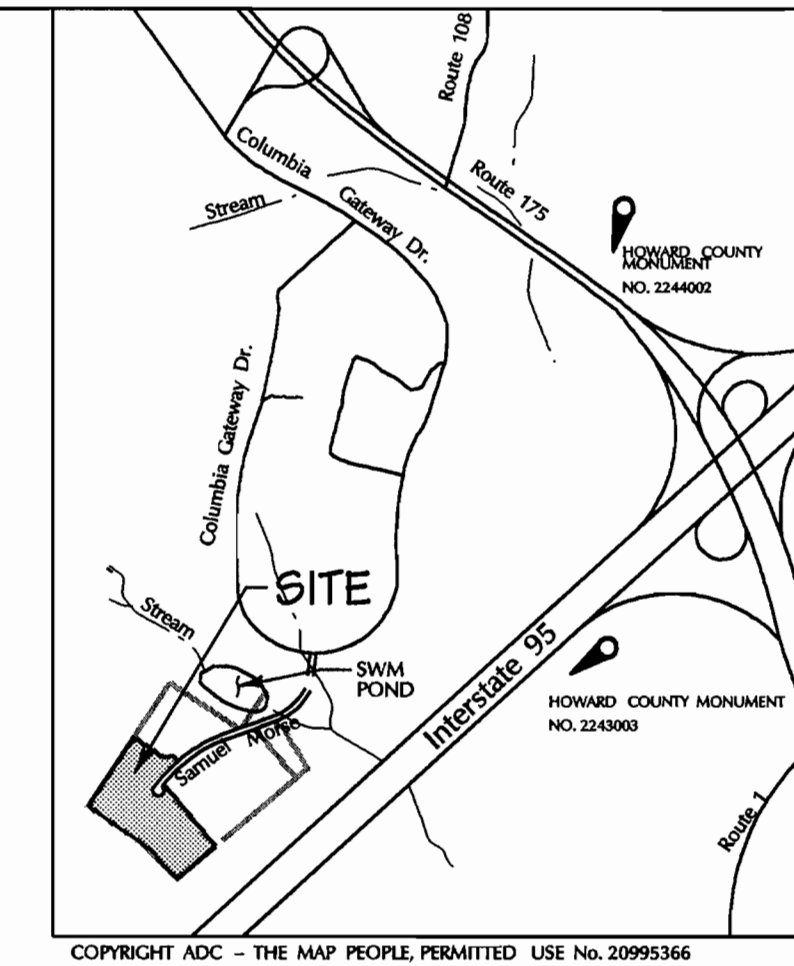 Route 108
Columbia
Gateway Dr.
Route 175
Stream
HOWARD COUNTY
MONUMENT
NO. 2244002
Columbia Gateway Dr.
SITE
Stream
SWM
POND
Interstate 95
HOWARD COUNTY MONUMENT
NO. 2243003
Samuel Morse
Route 1
COPYRIGHT ADC – THE MAP PEOPLE, PERMITTED USE No. 20995366